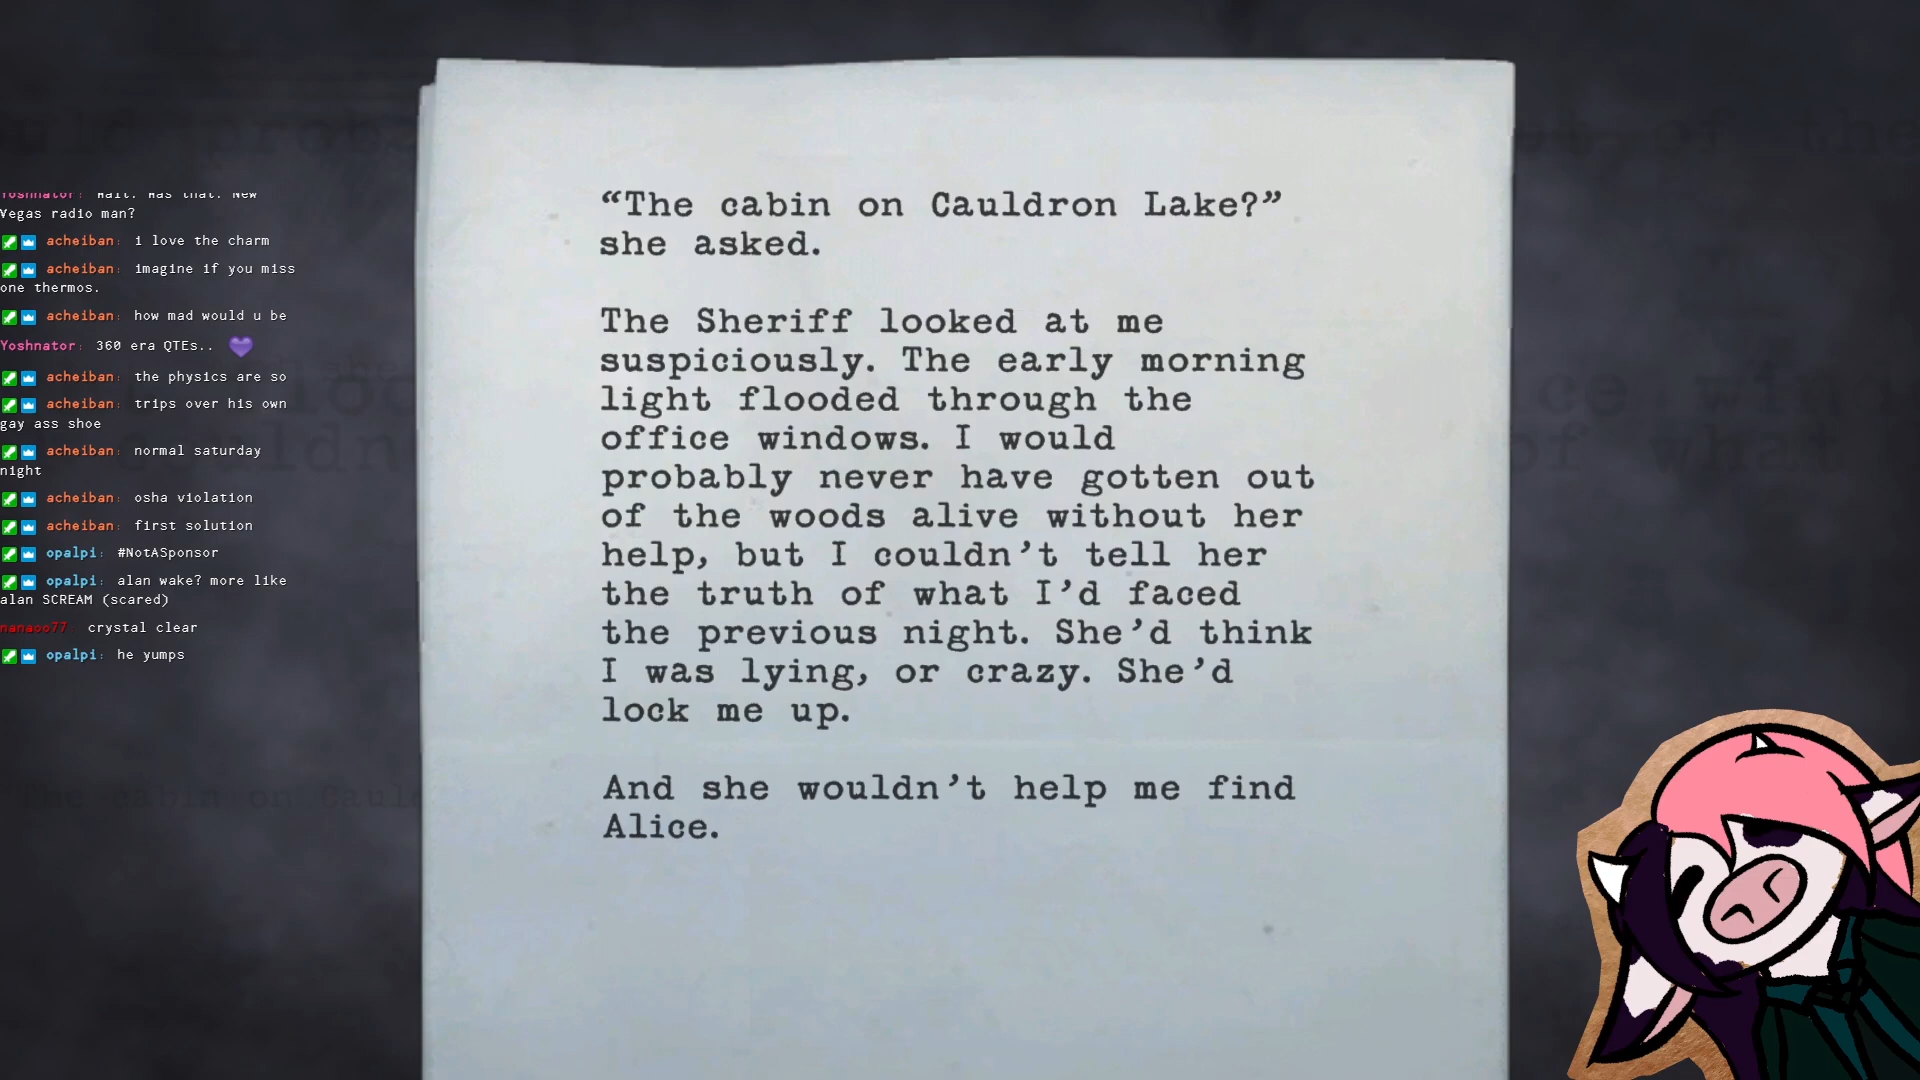 Yoshnator: Wait. Has that. New
Vegas radio man?
acheiban: i love the charm
acheiban: imagine if you miss
one thermos.
acheiban: how mad would u be
Yoshnator: 360 era QTEs..
acheiban: the physics are so
acheiban: trips over his own
gay ass shoe
acheiban: normal saturday
night
acheiban: osha violation
acheiban: first solution
opalpi: #NotASponsor
opalpi: alan wake? more like
alan SCREAM (scared)
nanaoo77: crystal clear
opalpi: he yumps
“The cabin on Cauldron Lake?”
she asked.
The Sheriff looked at me
suspiciously. The early morning
light flooded through the
office windows. I would
probably never have gotten out
of the woods alive without her
help, but I couldn’t tell her
the truth of what I’d faced
the previous night. She’d think
I was lying, or crazy. She’d
lock me up.
And she wouldn’t help me find
Alice.